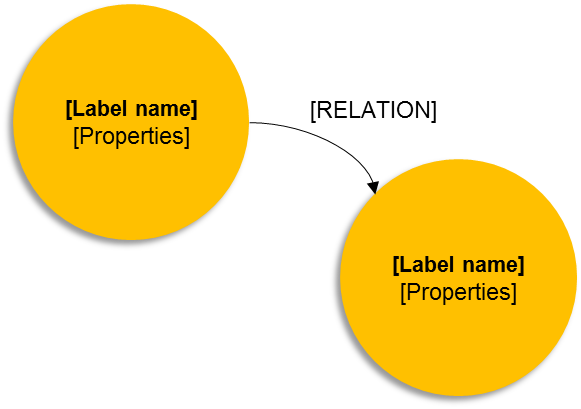 [Label name]
[Properties]
[RELATION]
[Label name]
[Properties]